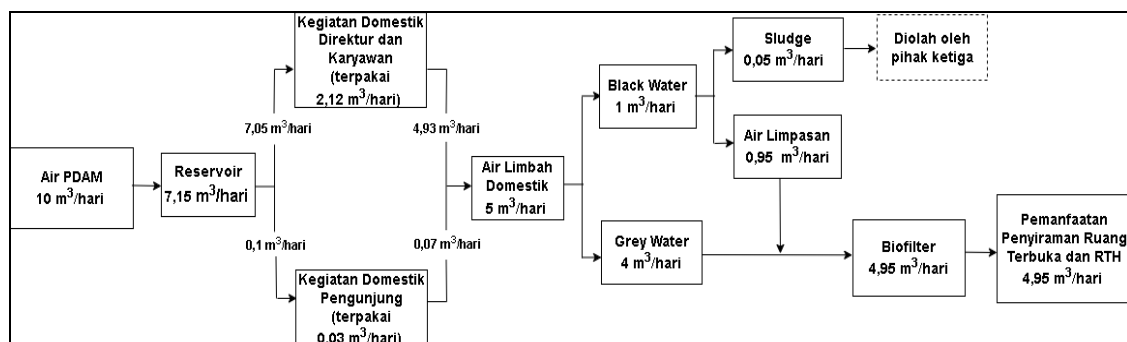 Air PDAM
10 m³/hari
Reservoir
7,15 m³/hari
7,05 m³/hari
0,1 m³/hari
Kegiatan Domestik
Direktur dan
Karyawan
(terpakai
2,12 m³/hari)
Kegiatan Domestik
Pengunjung
(terpakai
0,03 m³/hari)
4,93 m³/hari
0,07 m³/hari
Air Limbah
Domestik
5 m³/hari
Black Water
1 m³/hari
Grey Water
4 m³/hari
Sludge
0,05 m³/hari
Diolah oleh
pihak ketiga
Air Limpasan
0,95 m³/hari
Biofilter
4,95 m³/hari
Pemanfaatan
Penyiraman Ruang
Terbuka dan RTH
4,95 m³/hari